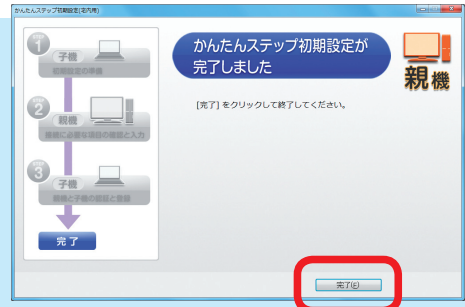 かんたんステップ初期設定(宅内用)
かんたんステップ初期設定が
完了しました
親機
[完了] をクリックして終了してください。
STEP
1
子機
初期設定の準備
STEP
2
親機
接続に必要な項目の確認と入力
STEP
3
子機
親機と子機の認証と登録
完了
完了(F)